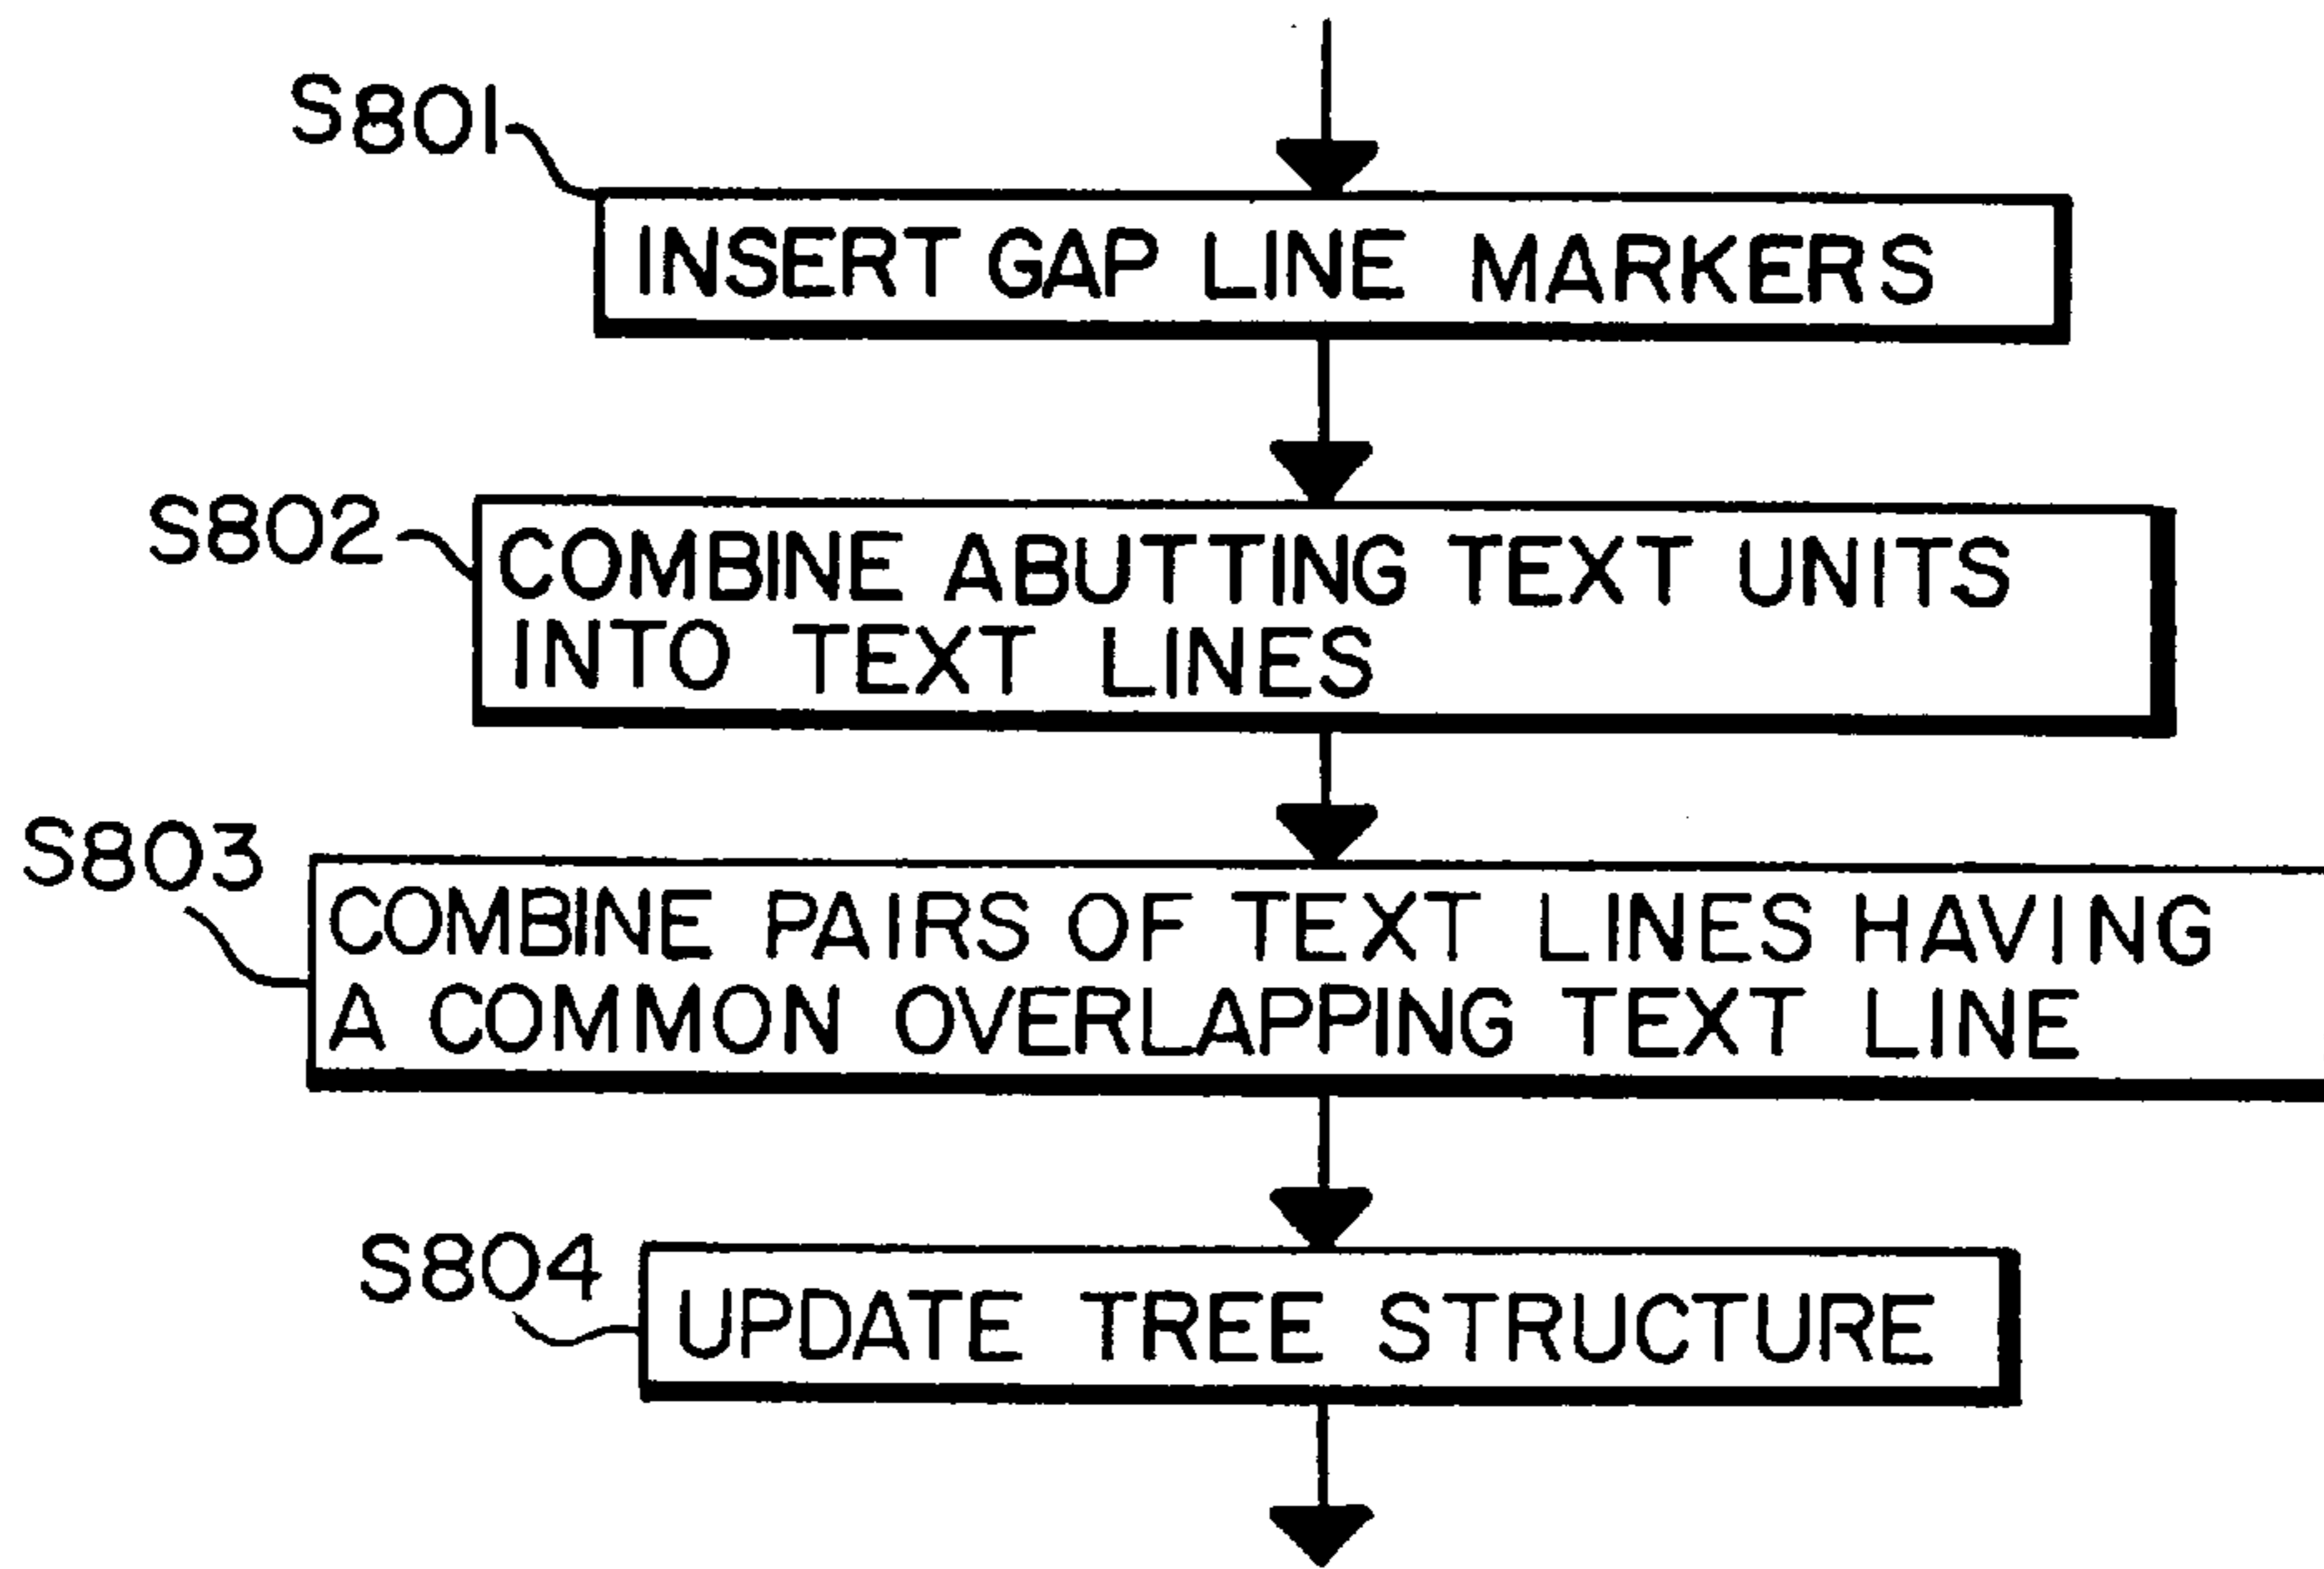 S801
INSERT GAP LINE MARKERS
S802
COMBINE ABUTTING TEXT UNITS
INTO TEXT LINES
S803
COMBINE PAIRS OF TEXT LINES HAVING
A COMMON OVERLAPPING TEXT LINE
S804
UPDATE TREE STRUCTURE